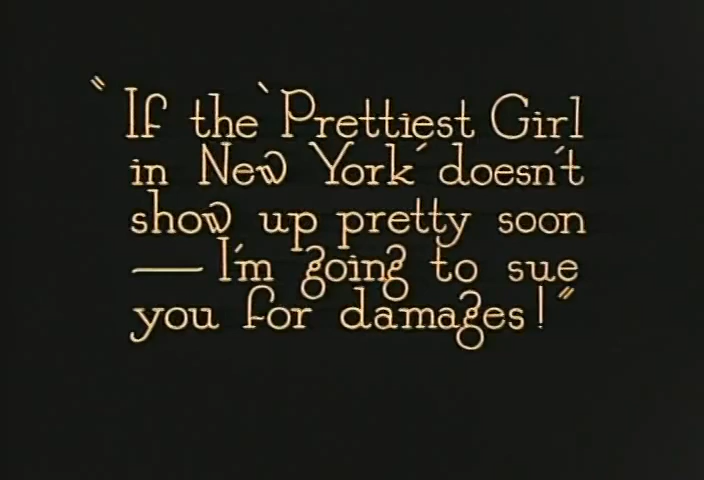 "If the 'Prettiest Girl
in New York' doesn't
show up pretty soon
— I'm going to sue
you for damages!"